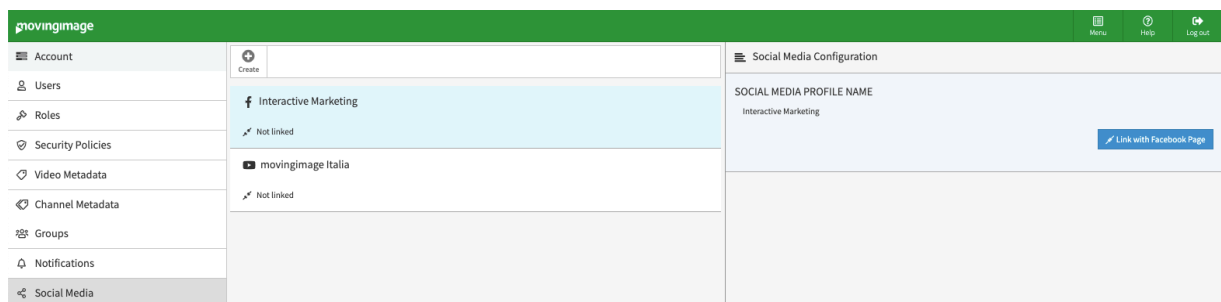 movingimage
Menu
Help
Log out
Account
Users
Roles
Security Policies
Video Metadata
Channel Metadata
Groups
Notifications
Social Media
Create
Interactive Marketing
Not linked
movingimage Italia
Not linked
Social Media Configuration
SOCIAL MEDIA PROFILE NAME
Interactive Marketing
Link with Facebook Page